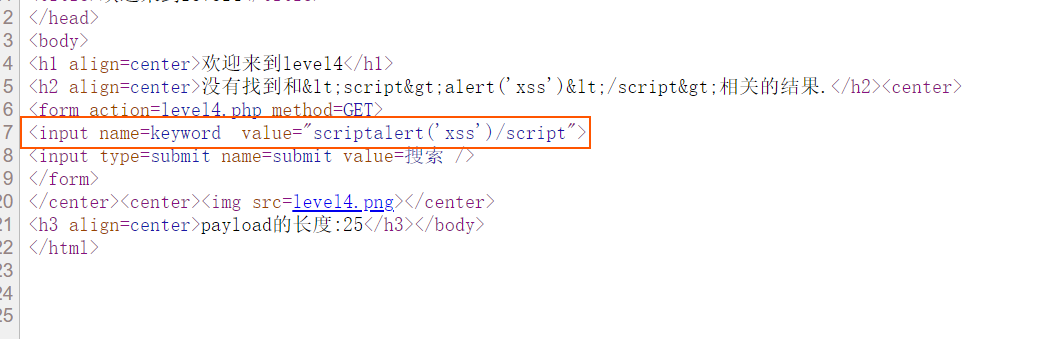 2 </head>
3 <body>
4 <h1 align=center>欢迎来到level4</h1>
5 <h2 align=center>没有找到和&lt;script&gt;alert('xss')&lt;/script&gt;相关的结果.</h2><center>
6 <form action=level4.php method=GET>
7 <input name=keyword  value="scriptalert('xss')/script">
8 <input type=submit name=submit value=搜索 />
9 </form>
20 </center><center><img src=level4.png></center>
21 <h3 align=center>payload的长度:25</h3></body>
22 </html>
23
24
25